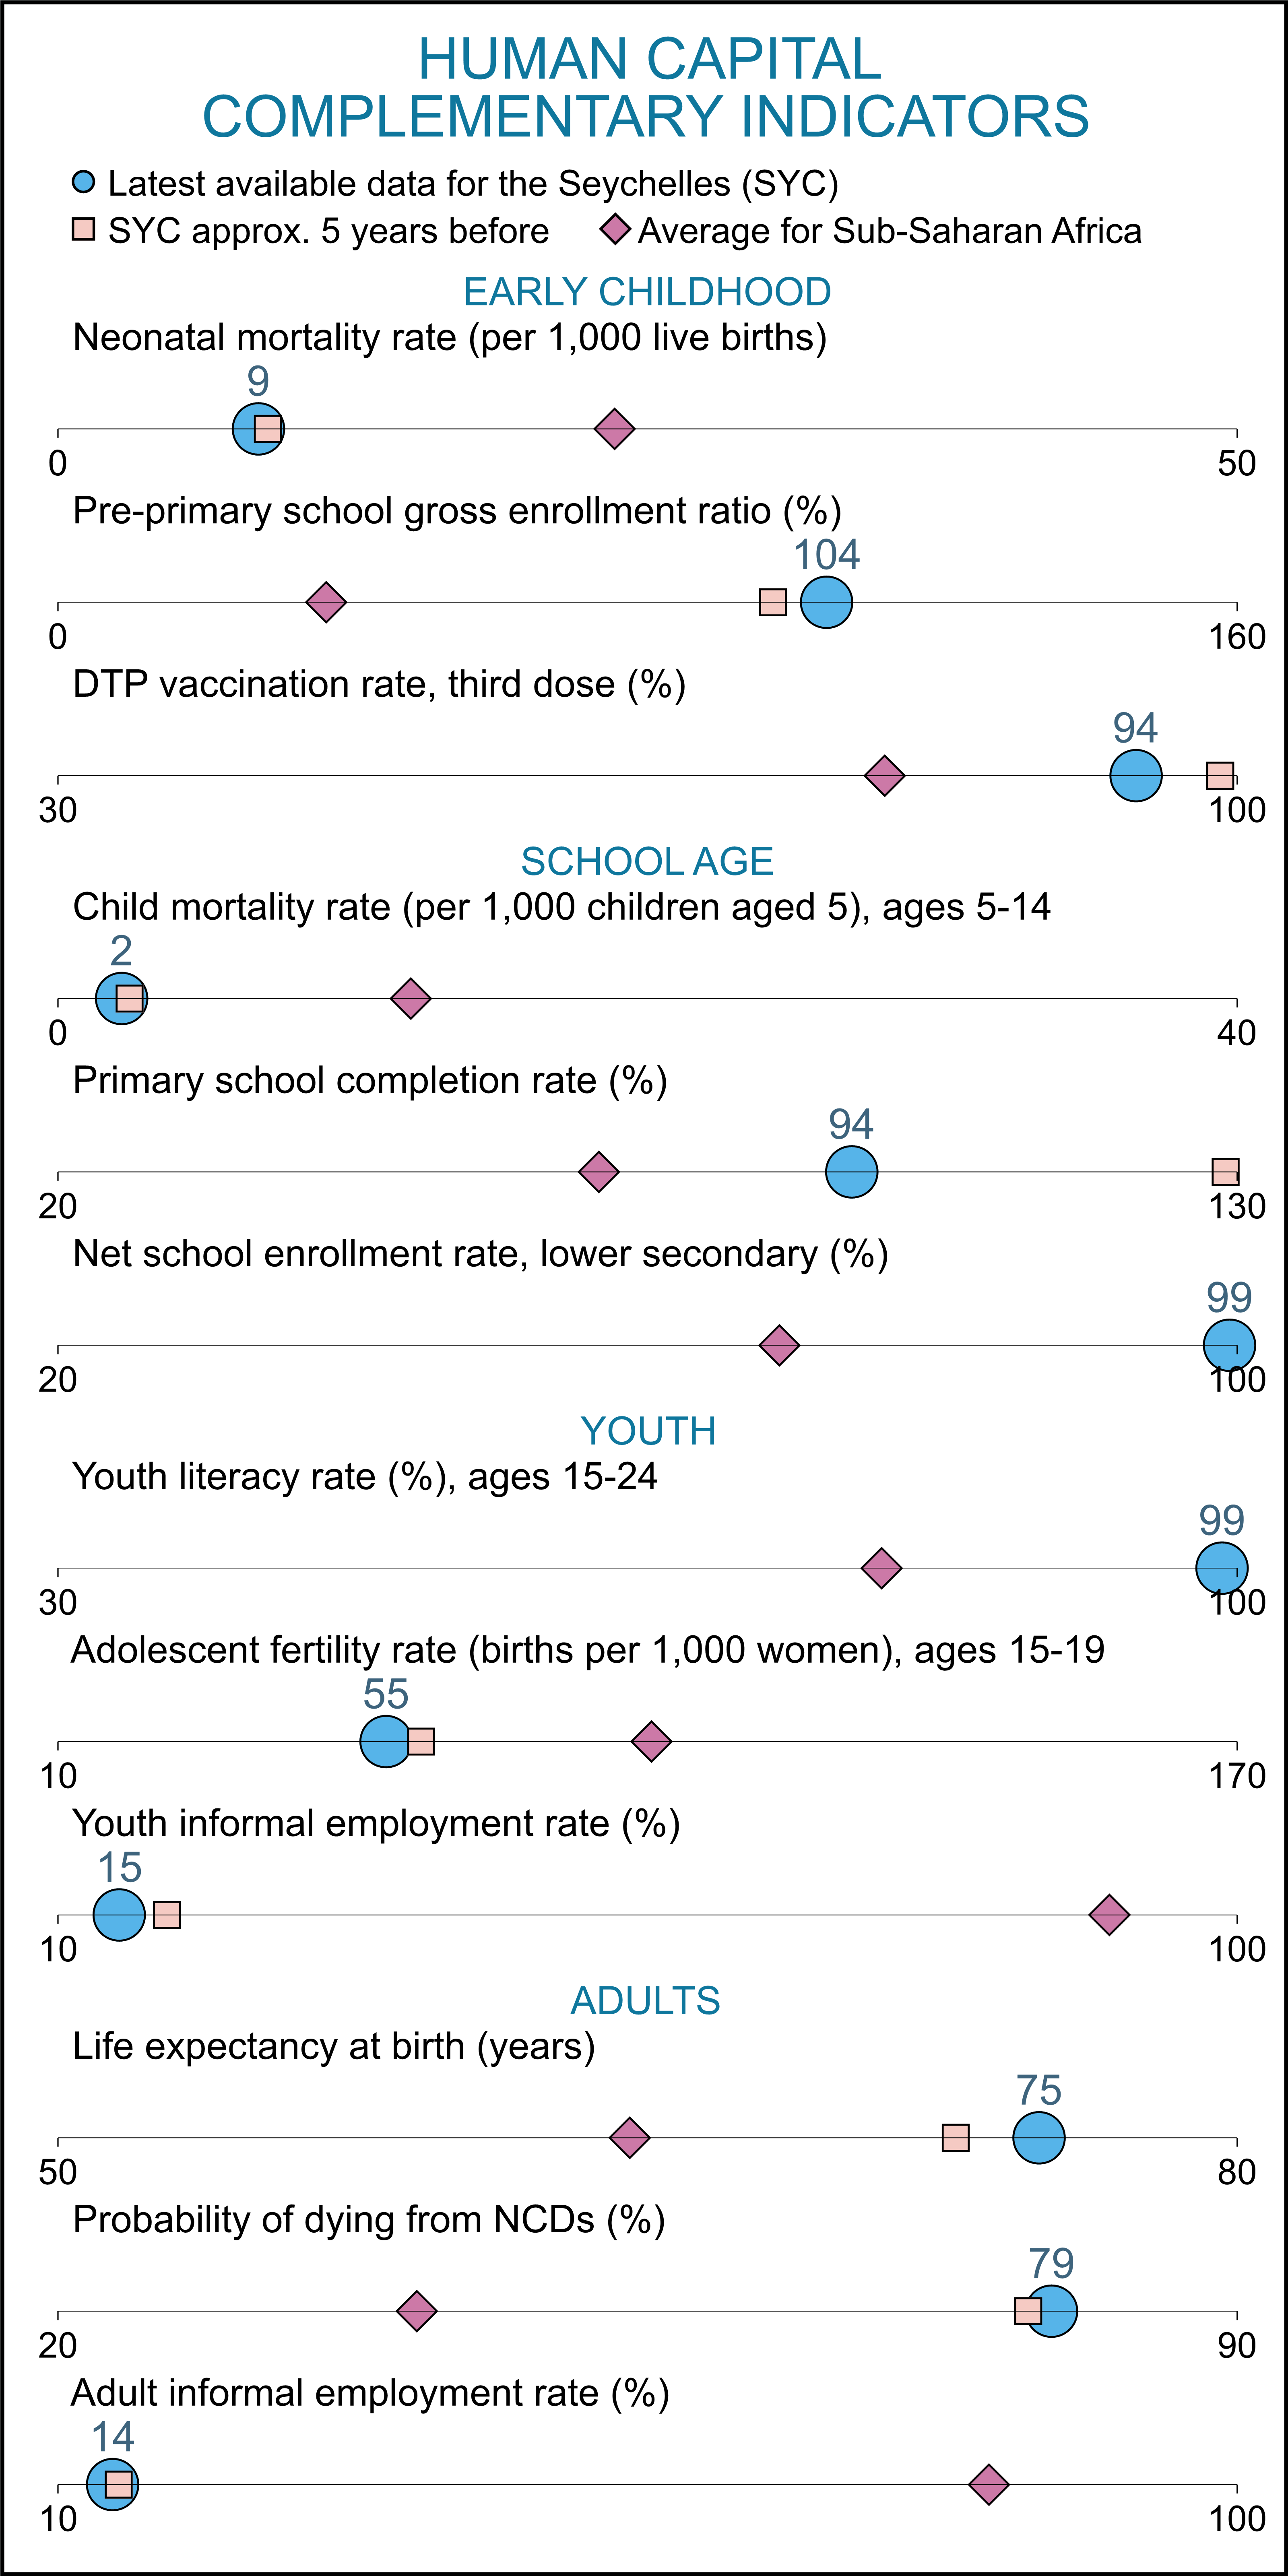 HUMAN CAPITAL
COMPLEMENTARY INDICATORS
Latest available data for the Seychelles (SYC)
SYC approx. 5 years before Average for Sub-Saharan Africa
EARLY CHILDHOOD
Neonatal mortality rate (per 1,000 live births)
9
0 50
Pre-primary school gross enrollment ratio (%)
104
0 160
DTP vaccination rate, third dose (%)
94
30 100
SCHOOL AGE
Child mortality rate (per 1,000 children aged 5), ages 5-14
2
0 40
Primary school completion rate (%)
94
20 130
Net school enrollment rate, lower secondary (%)
99
20 100
YOUTH
Youth literacy rate (%), ages 15-24
99
30 100
Adolescent fertility rate (births per 1,000 women), ages 15-19
55
10 170
Youth informal employment rate (%)
15
10 100
ADULTS
Life expectancy at birth (years)
75
50 80
Probability of dying from NCDs (%)
79
20 90
Adult informal employment rate (%)
14
10 100